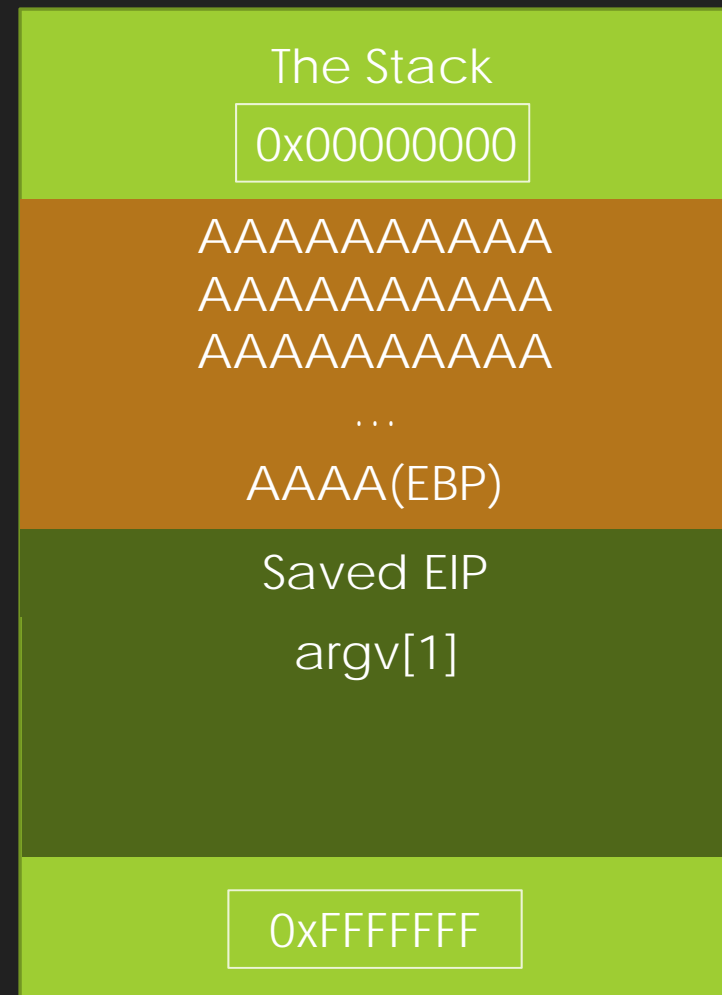 The Stack
0x00000000
AAAAAAAAAA
AAAAAAAAAA
AAAAAAAAAA
...
AAAA(EBP)
Saved EIP
argv[1]
0xFFFFFFF